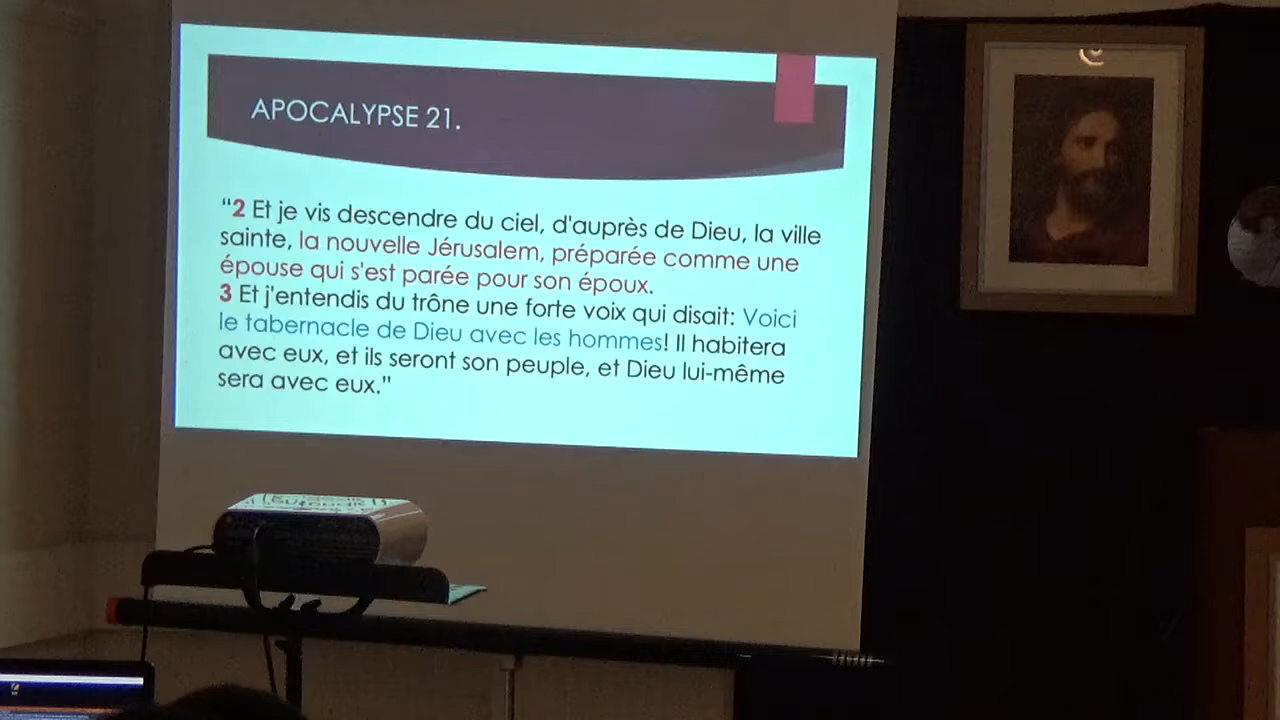 APOCALYPSE 21.
“2 Et je vis descendre du ciel, d'auprès de Dieu, la ville
sainte, la nouvelle Jérusalem, préparée comme une
épouse qui s'est parée pour son époux.
3 Et j'entendis du trône une forte voix qui disait: Voici
le tabernacle de Dieu avec les hommes! Il habitera
avec eux, et ils seront son peuple, et Dieu lui-même
sera avec eux."